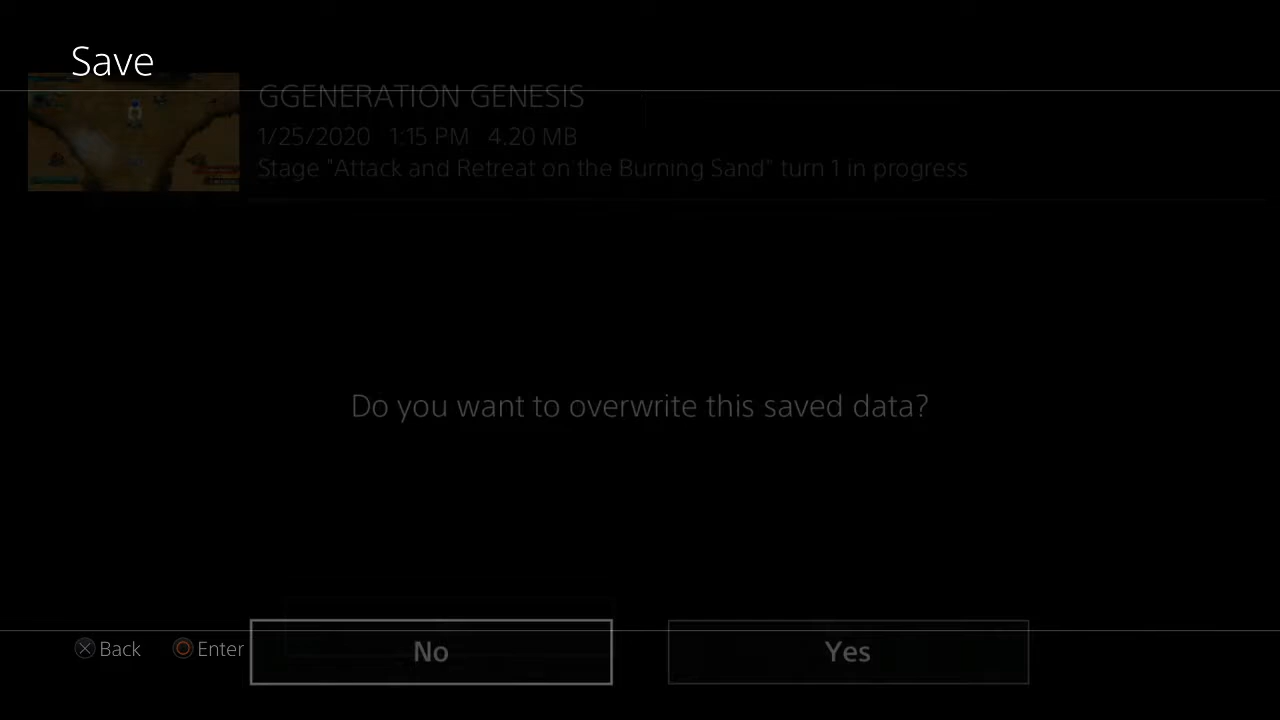 Save
GGENERATION GENESIS
1/25/2020 1:15 PM 4.20 MB
Stage "Attack and Retreat on the Burning Sand" turn 1 in progress
Do you want to overwrite this saved data?
Back Enter No Yes